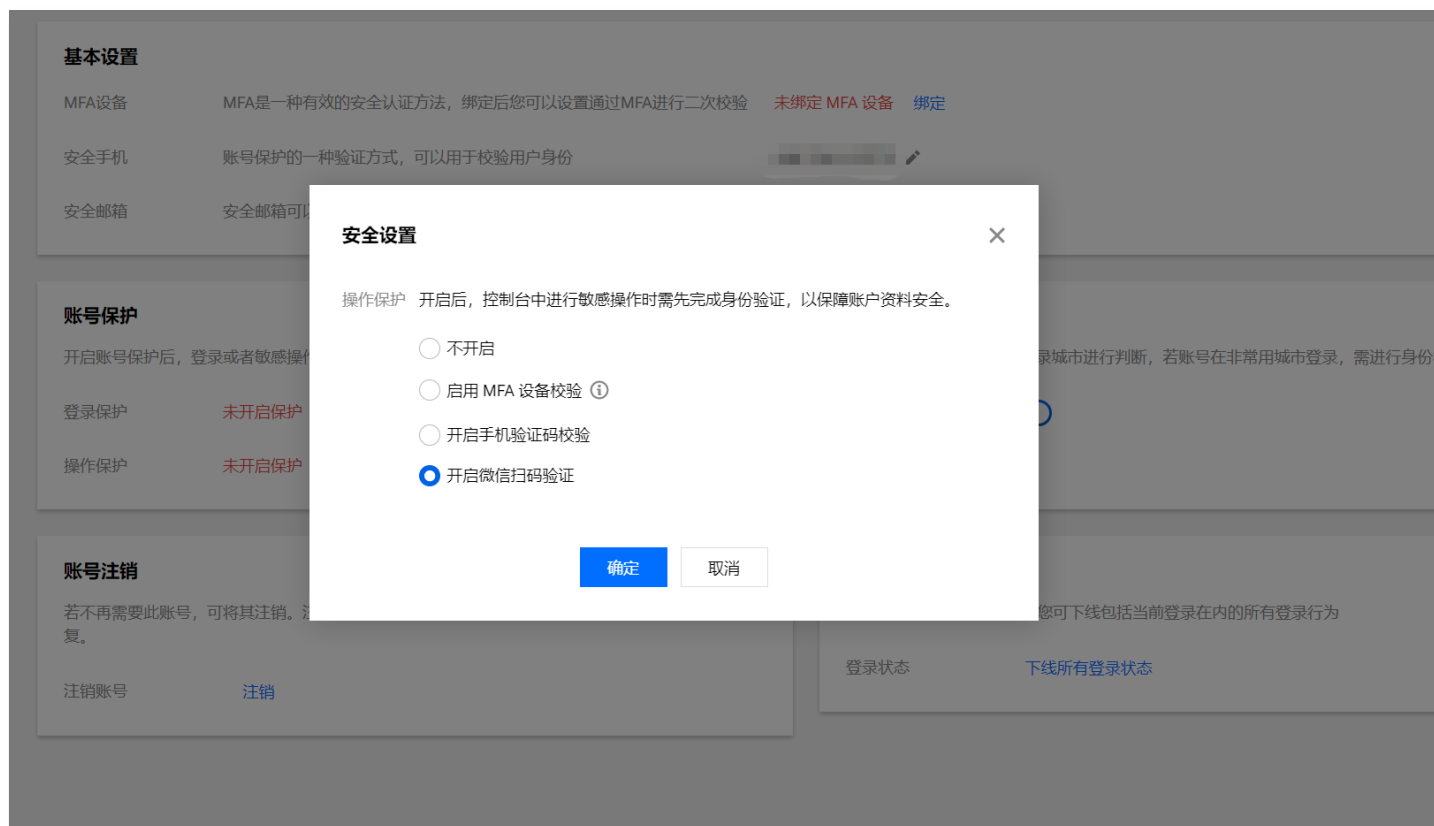 基本设置
MFA设备 MFA是一种有效的安全认证方法，绑定后您可以设置通过MFA进行二次校验 未绑定 MFA 设备 绑定
安全手机 账号保护的一种验证方式，可以用于校验用户身份
安全邮箱 安全邮箱可
安全设置
操作保护 开启后，控制台中进行敏感操作时需先完成身份验证，以保障账户资料安全。
不开启
启用 MFA 设备校验
开启手机验证码校验
开启微信扫码验证
确定 取消
账号保护
开启账号保护后，登录或者敏感操
录城市进行判断，若账号在非常用城市登录，需进行身份
登录保护 未开启保护
操作保护 未开启保护
账号注销
若不再需要此账号，可将其注销。
复。
注销账号 注销
您可下线包括当前登录在内的所有登录行为
登录状态 下线所有登录状态